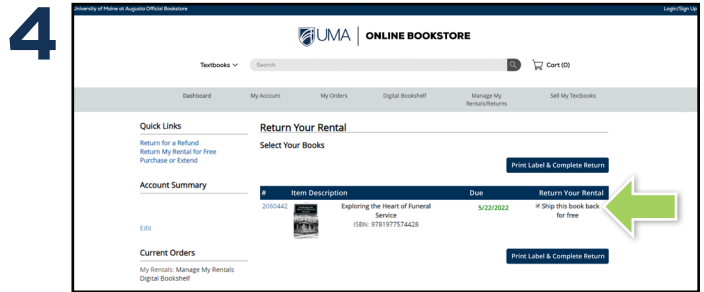 4
University of Maine at Augusta Official Bookstore
Login/Sign Up
UMA | ONLINE BOOKSTORE
Textbooks
Search
Cart (0)
Dashboard
My Account
My Orders
Digital Bookshelf
Manage My
Rentals/Returns
Sell My Textbooks
Quick Links
Return for a Refund
Return My Rental for Free
Purchase or Extend
Account Summary
Edit
Current Orders
My Rentals: Manage My Rentals
Digital Bookshelf
Return Your Rental
Select Your Books
Print Label & Complete Return
# Item Description Due Return Your Rental
2060442 Exploring the Heart of Funeral 5/22/2022 Ship this book back
Service for free
ISBN: 9781977574428
Print Label & Complete Return